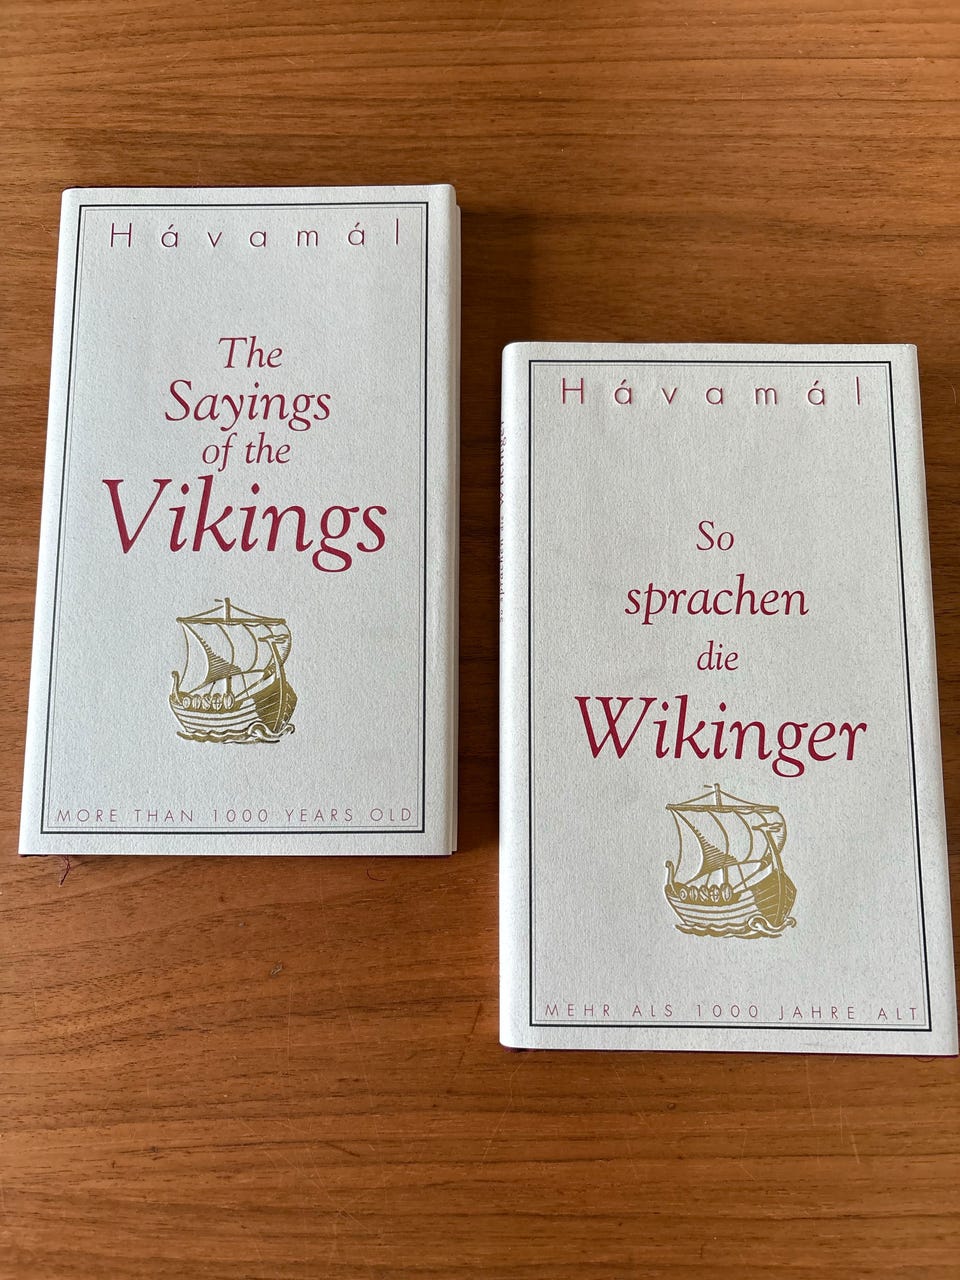 Hávamál
The
Sayings
of the
Vikings
MORE THAN 1000 YEARS OLD
Hávamál
So
sprachen
die
Wikinger
MEHR ALS 1000 JAHRE ALT